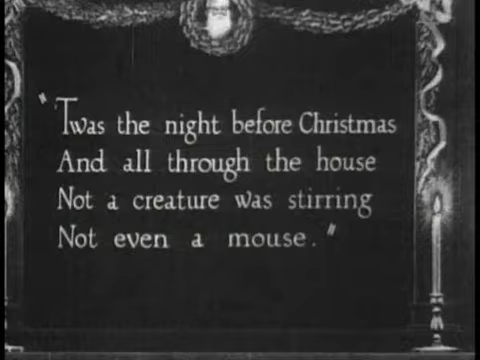 "Twas the night before Christmas
And all through the house
Not a creature was stirring
Not even a mouse."